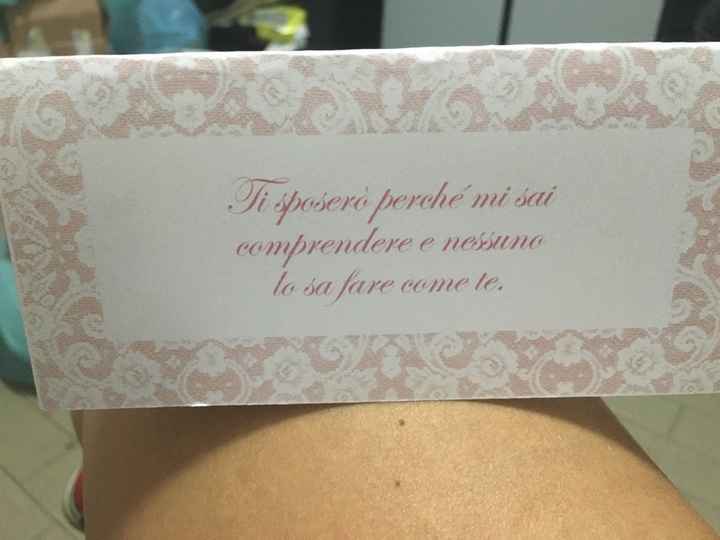 Ti sposerò perché mi sai
comprendere e nessuno
lo sa fare come te.